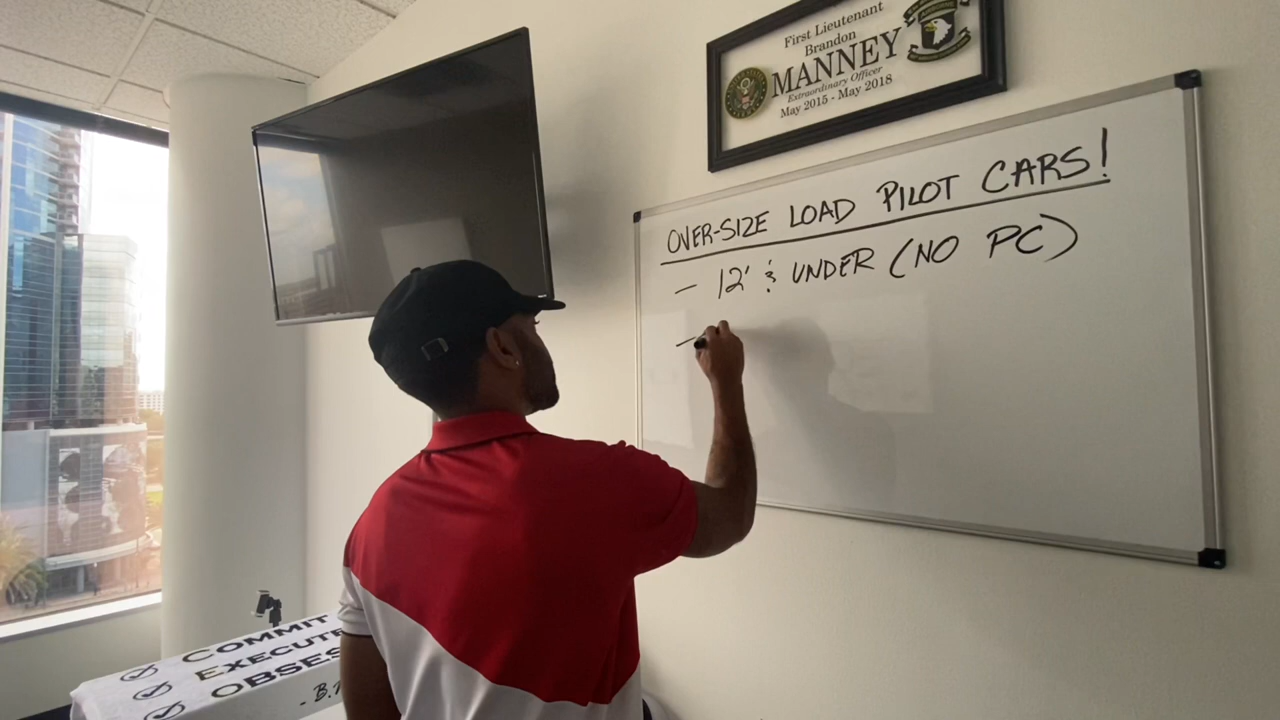 First Lieutenant
Brandon
MANNEY
Extraordinary Officer
May 2015 - May 2018
OVER-SIZE LOAD PILOT CARS!
- 12' & UNDER (NO PC)
-
COMMIT
EXECUTE
OBSES